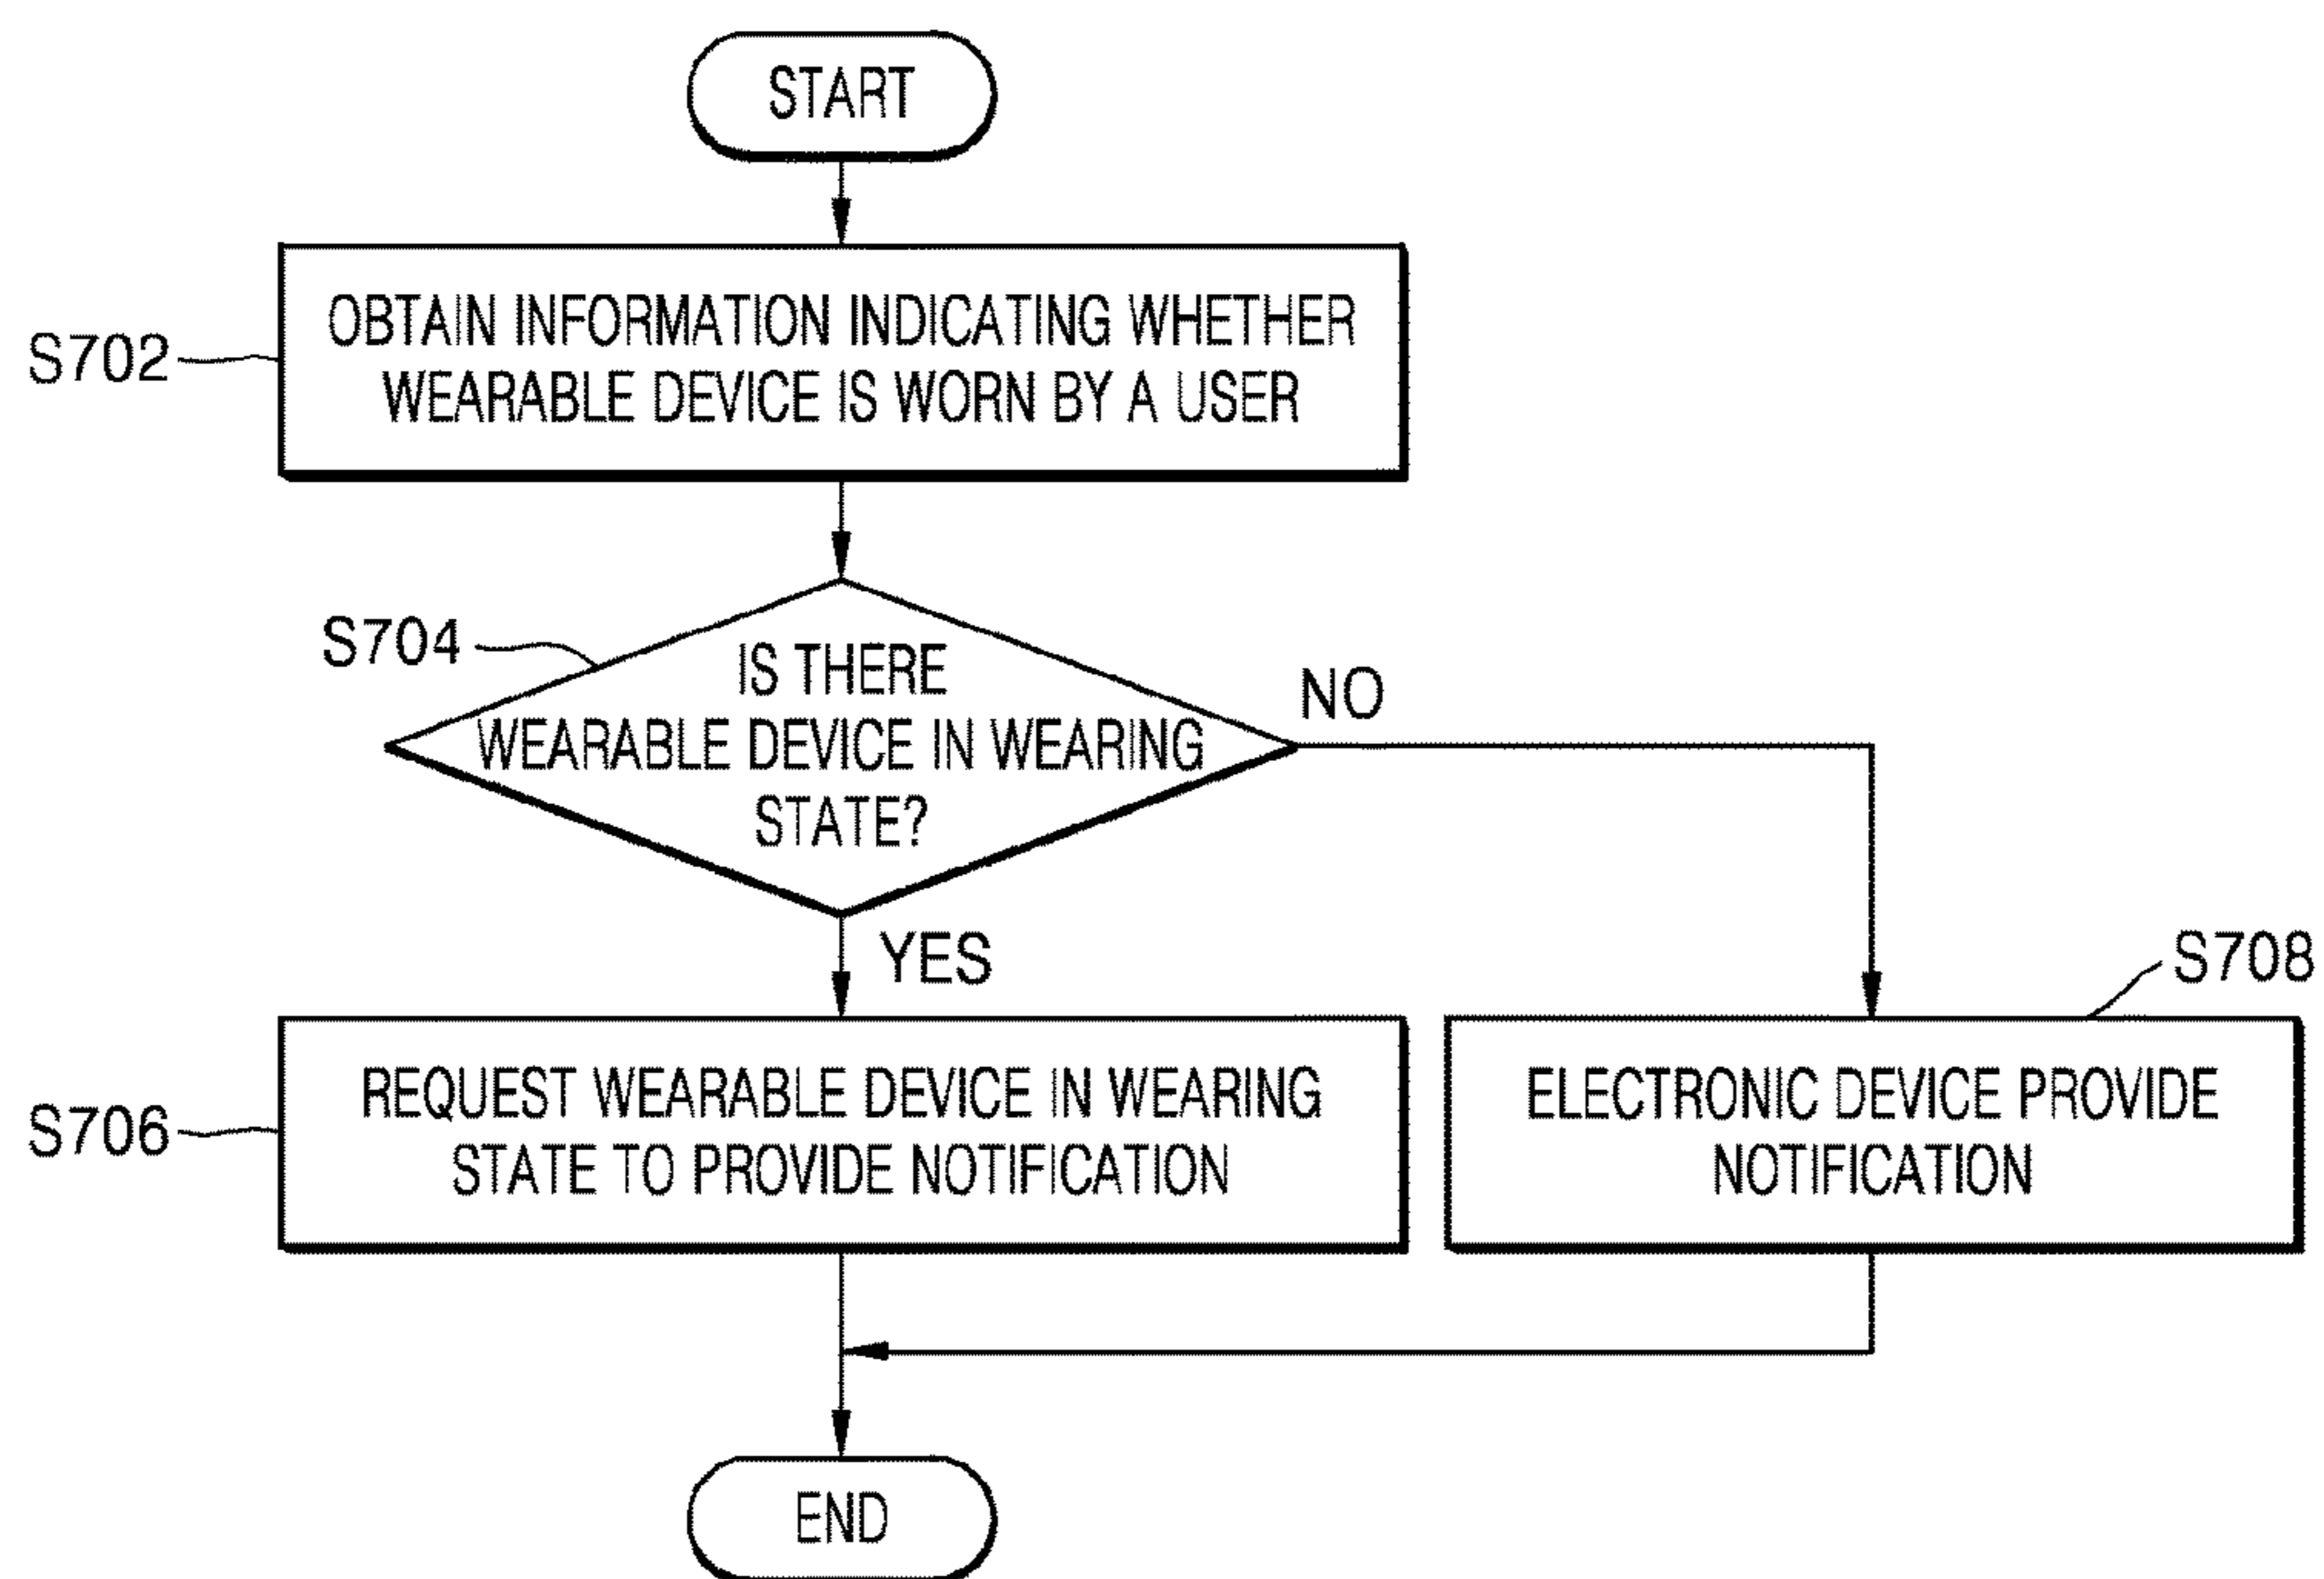 START
S702
OBTAIN INFORMATION INDICATING WHETHER
WEARABLE DEVICE IS WORN BY A USER
S704
IS THERE
WEARABLE DEVICE IN WEARING
STATE?
NO
YES
S706
REQUEST WEARABLE DEVICE IN WEARING
STATE TO PROVIDE NOTIFICATION
S708
ELECTRONIC DEVICE PROVIDE
NOTIFICATION
END